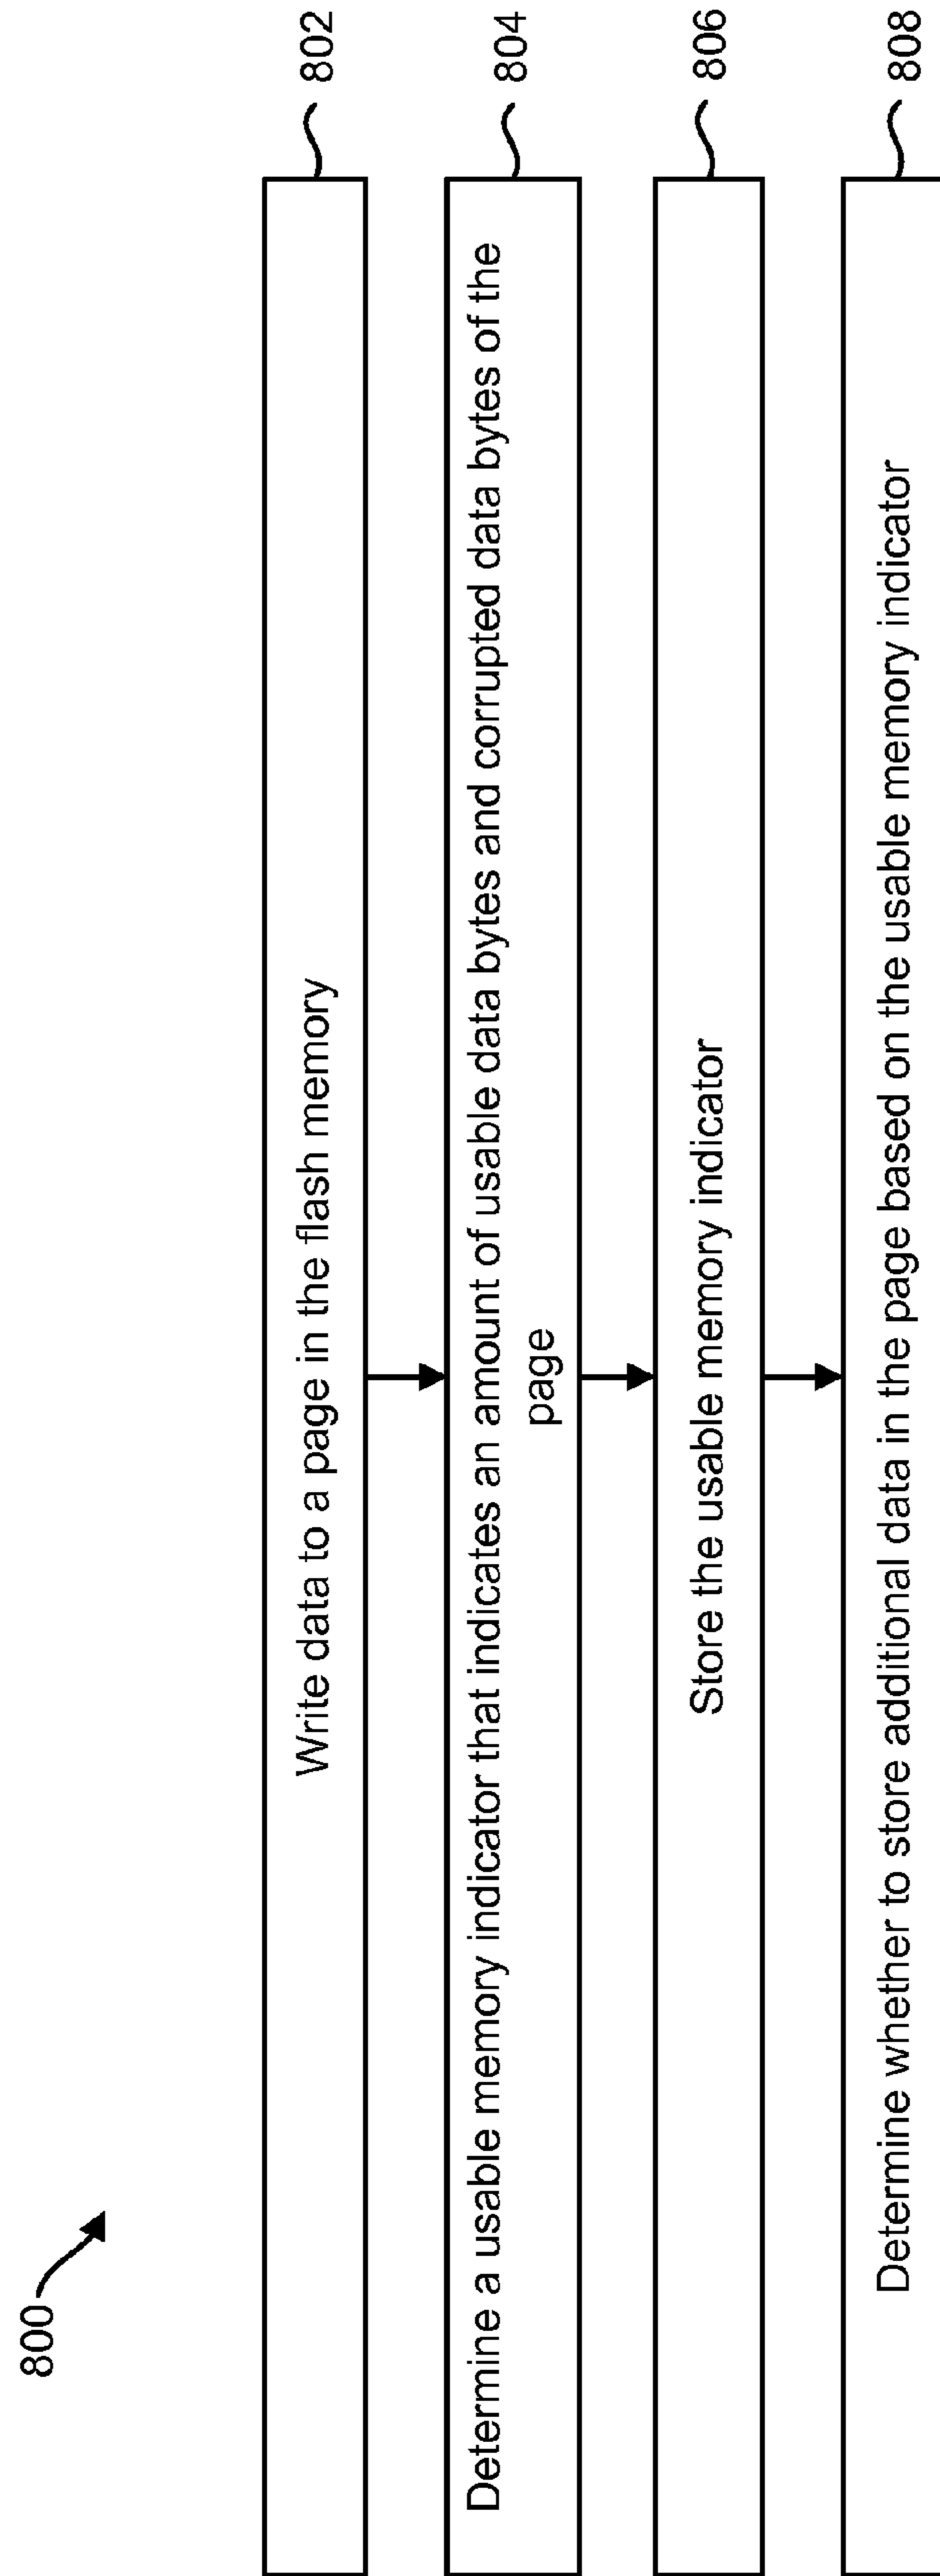 800
Write data to a page in the flash memory
802
Determine a usable memory indicator that indicates an amount of usable data bytes and corrupted data bytes of the
page
804
Store the usable memory indicator
806
Determine whether to store additional data in the page based on the usable memory indicator
808